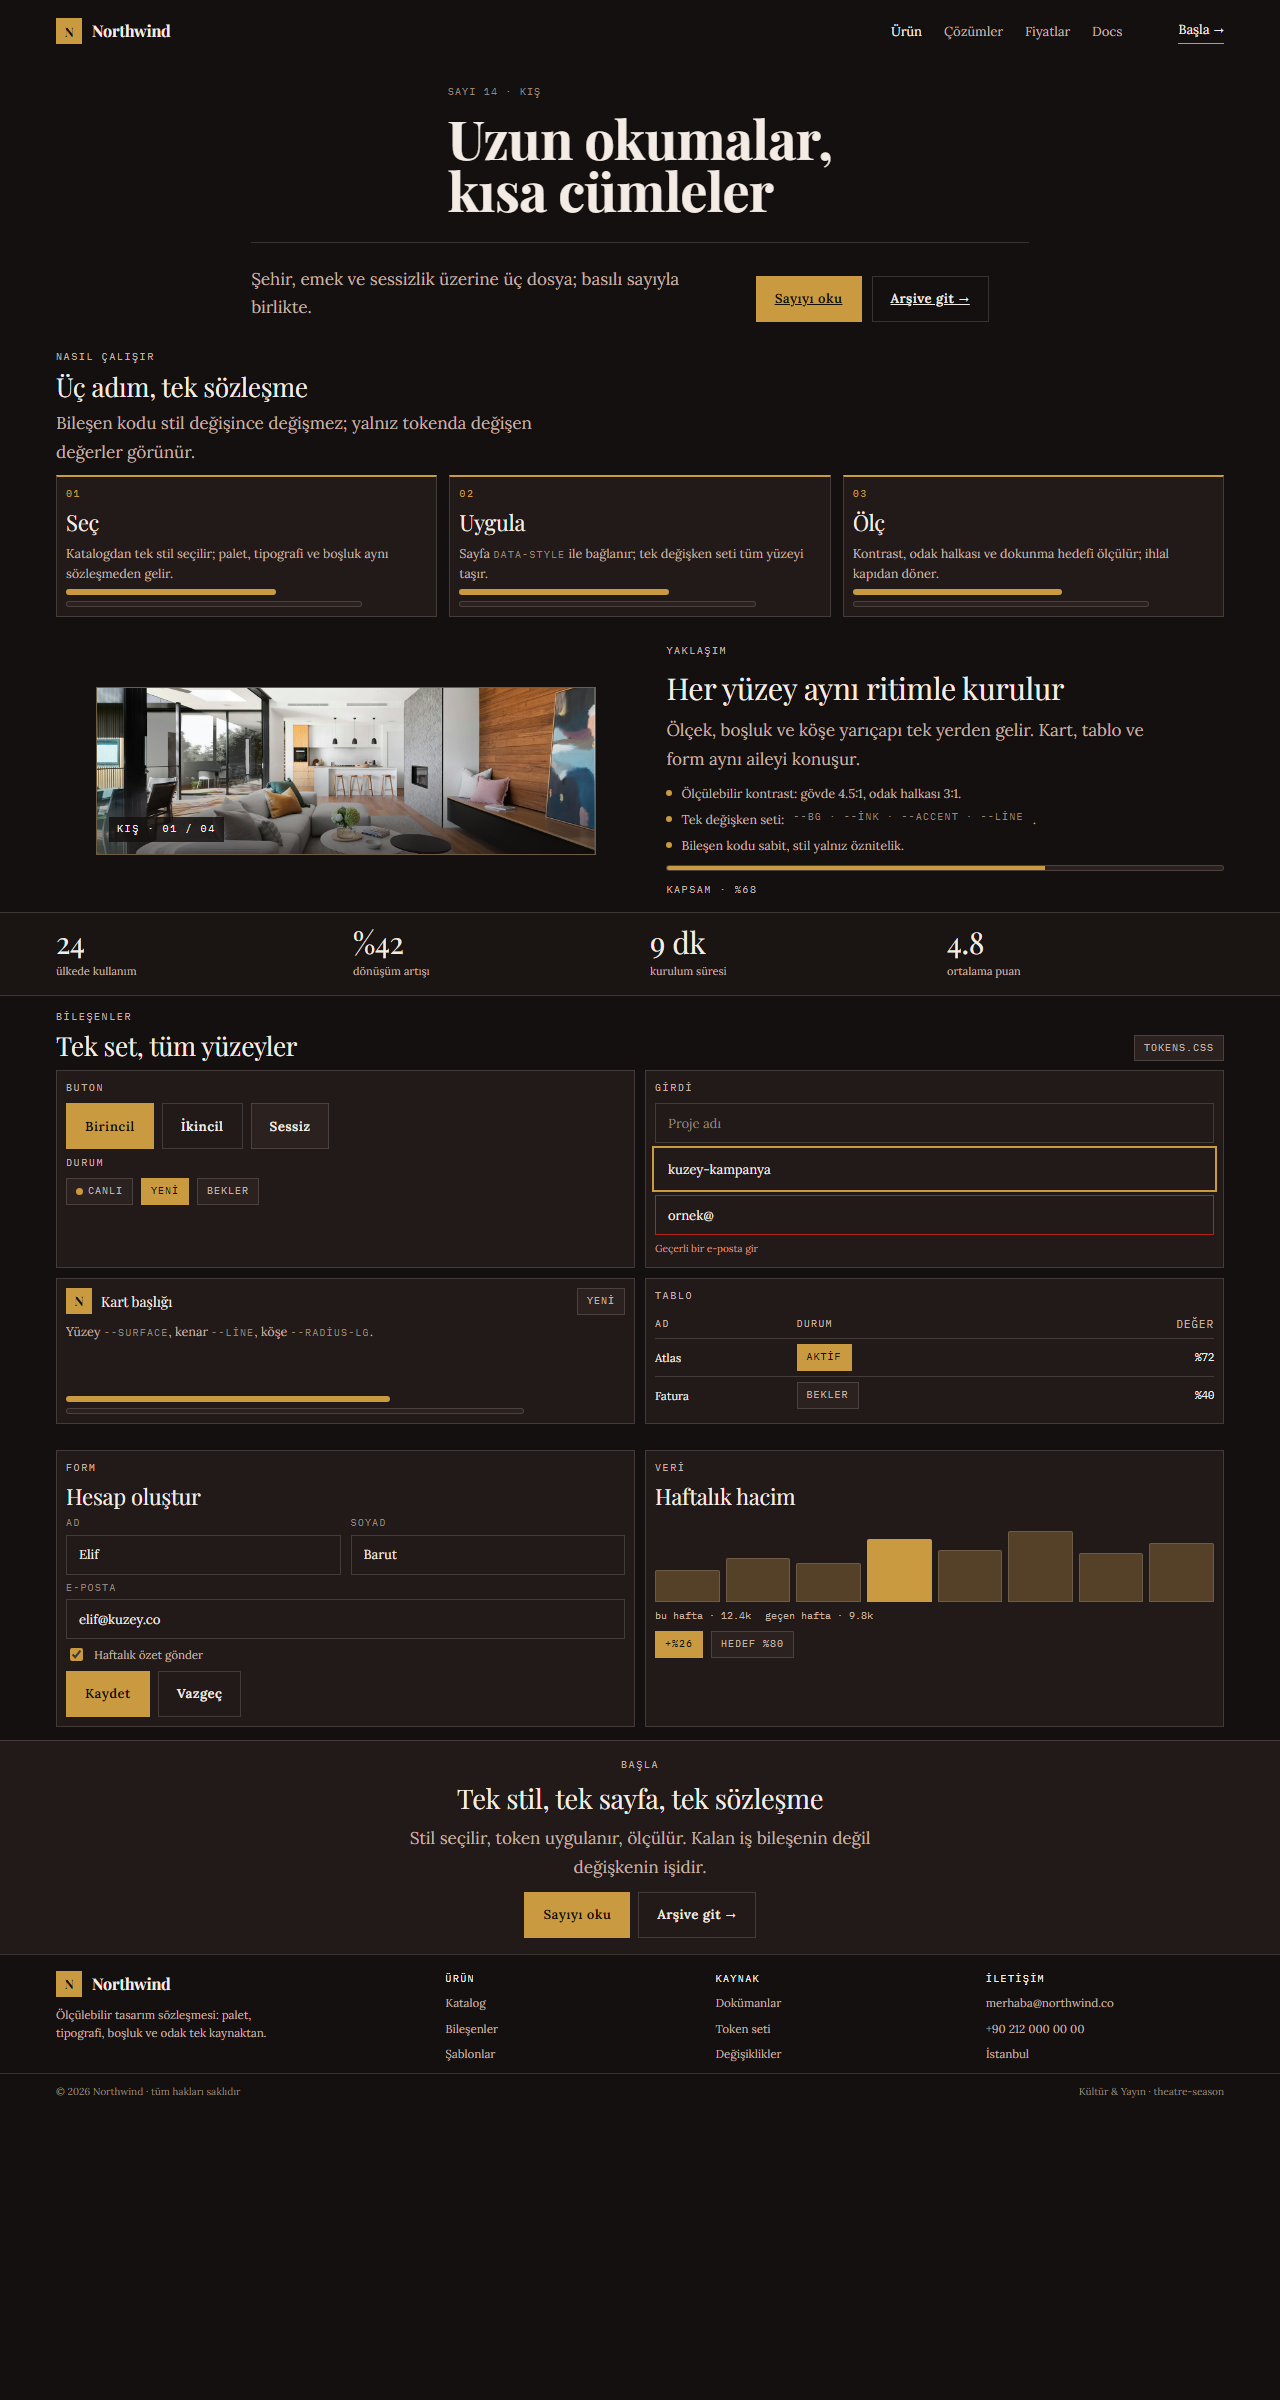 N Northwind
Ürün Çözümler Fiyatlar Docs Başla →
SAYI 14 · KIŞ
Uzun okumalar,
kısa cümleler
Şehir, emek ve sessizlik üzerine üç dosya; basılı sayıyla
birlikte.
Sayıyı oku Arşive git →
NASIL ÇALIŞIR
Üç adım, tek sözleşme
Bileşen kodu stil değişince değişmez; yalnız tokenda değişen
değerler görünür.
01
Seç
Katalogdan tek stil seçilir; palet, tipografi ve boşluk aynı
sözleşmeden gelir.
02
Uygula
Sayfa DATA-STYLE ile bağlanır; tek değişken seti tüm yüzeyi
taşır.
03
Ölç
Kontrast, odak halkası ve dokunma hedefi ölçülür; ihlal
kapıdan döner.
KIŞ · 01 / 04
YAKLAŞIM
Her yüzey aynı ritimle kurulur
Ölçek, boşluk ve köşe yarıçapı tek yerden gelir. Kart, tablo ve
form aynı aileyi konuşur.
Ölçülebilir kontrast: gövde 4.5:1, odak halkası 3:1.
Tek değişken seti: --BG · --İNK · --ACCENT · --LİNE .
Bileşen kodu sabit, stil yalnız öznitelik.
KAPSAM · %68
24
ülkede kullanım
%42
dönüşüm artışı
9 dk
kurulum süresi
4.8
ortalama puan
BİLEŞENLER
Tek set, tüm yüzeyler
TOKENS.CSS
BUTON
Birincil İkincil Sessiz
DURUM
CANLI YENİ BEKLER
GİRDİ
Proje adı
kuzey-kampanya
ornek@
Geçerli bir e-posta gir
N Kart başlığı YENİ
Yüzey --SURFACE, kenar --LİNE, köşe --RADİUS-LG.
TABLO
AD DURUM DEĞER
Atlas AKTİF %72
Fatura BEKLER %40
FORM
Hesap oluştur
AD SOYAD
Elif Barut
E-POSTA
elif@kuzey.co
Haftalık özet gönder
Kaydet Vazgeç
VERİ
Haftalık hacim
bu hafta · 12.4k geçen hafta · 9.8k
+%26 HEDEF %80
BAŞLA
Tek stil, tek sayfa, tek sözleşme
Stil seçilir, token uygulanır, ölçülür. Kalan iş bileşenin değil
değişkenin işidir.
Sayıyı oku Arşive git →
N Northwind
Ölçülebilir tasarım sözleşmesi: palet,
tipografi, boşluk ve odak tek kaynaktan.
ÜRÜN
Katalog
Bileşenler
Şablonlar
KAYNAK
Dokümanlar
Token seti
Değişiklikler
İLETİŞİM
merhaba@northwind.co
+90 212 000 00 00
İstanbul
© 2026 Northwind · tüm hakları saklıdır
Kültür & Yayın · theatre-season